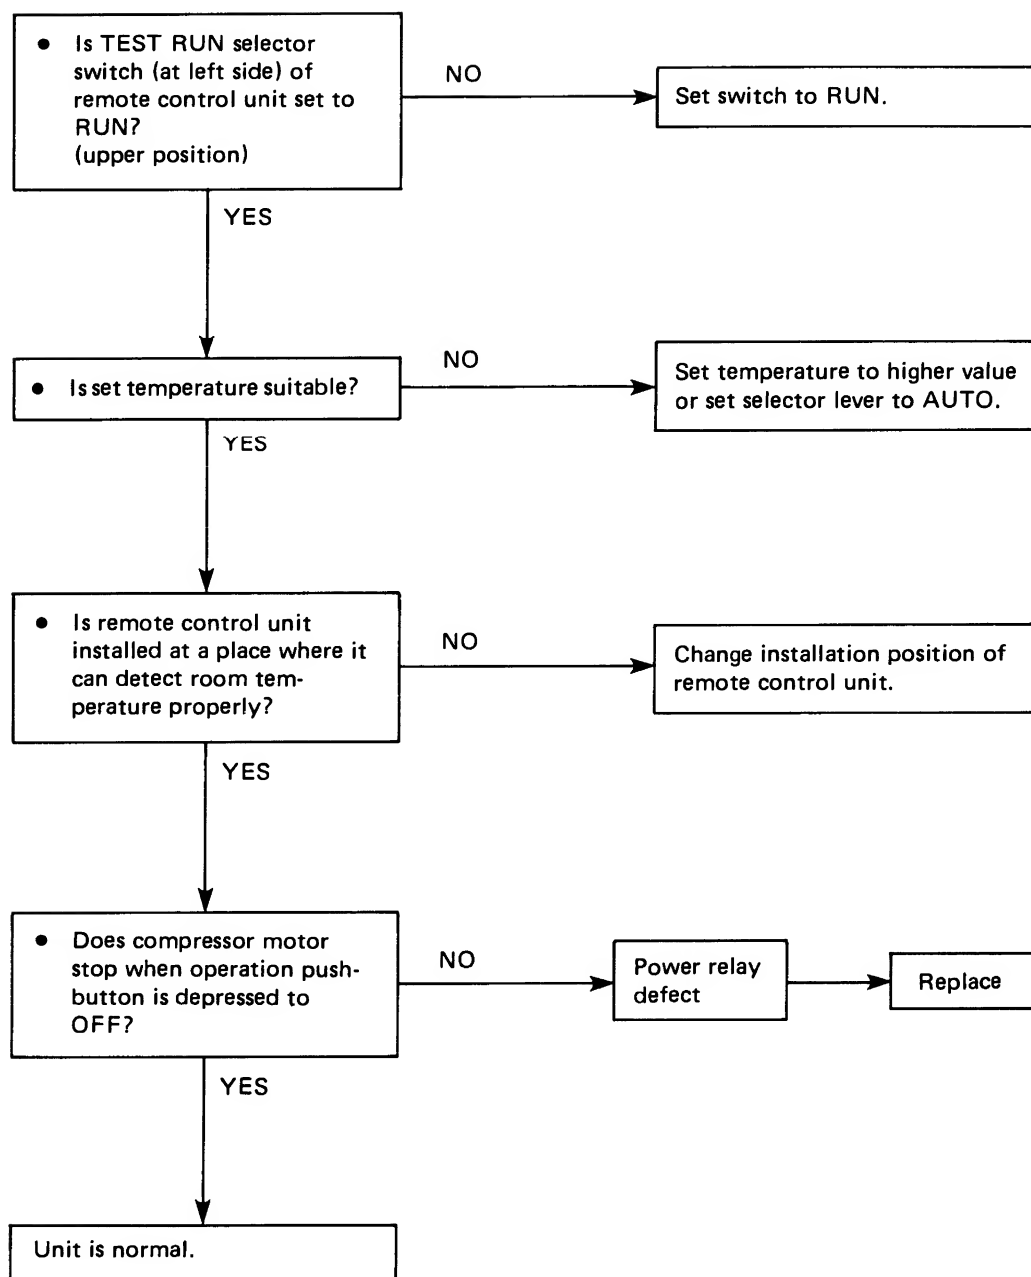 • Is TEST RUN selector
switch (at left side) of
remote control unit set to
RUN?
(upper position)
NO
Set switch to RUN.
YES
• Is set temperature suitable?
NO
Set temperature to higher value
or set selector lever to AUTO.
YES
• Is remote control unit
installed at a place where it
can detect room tem-
perature properly?
NO
Change installation position of
remote control unit.
YES
• Does compressor motor
stop when operation push-
button is depressed to
OFF?
NO
Power relay
defect
Replace
YES
Unit is normal.